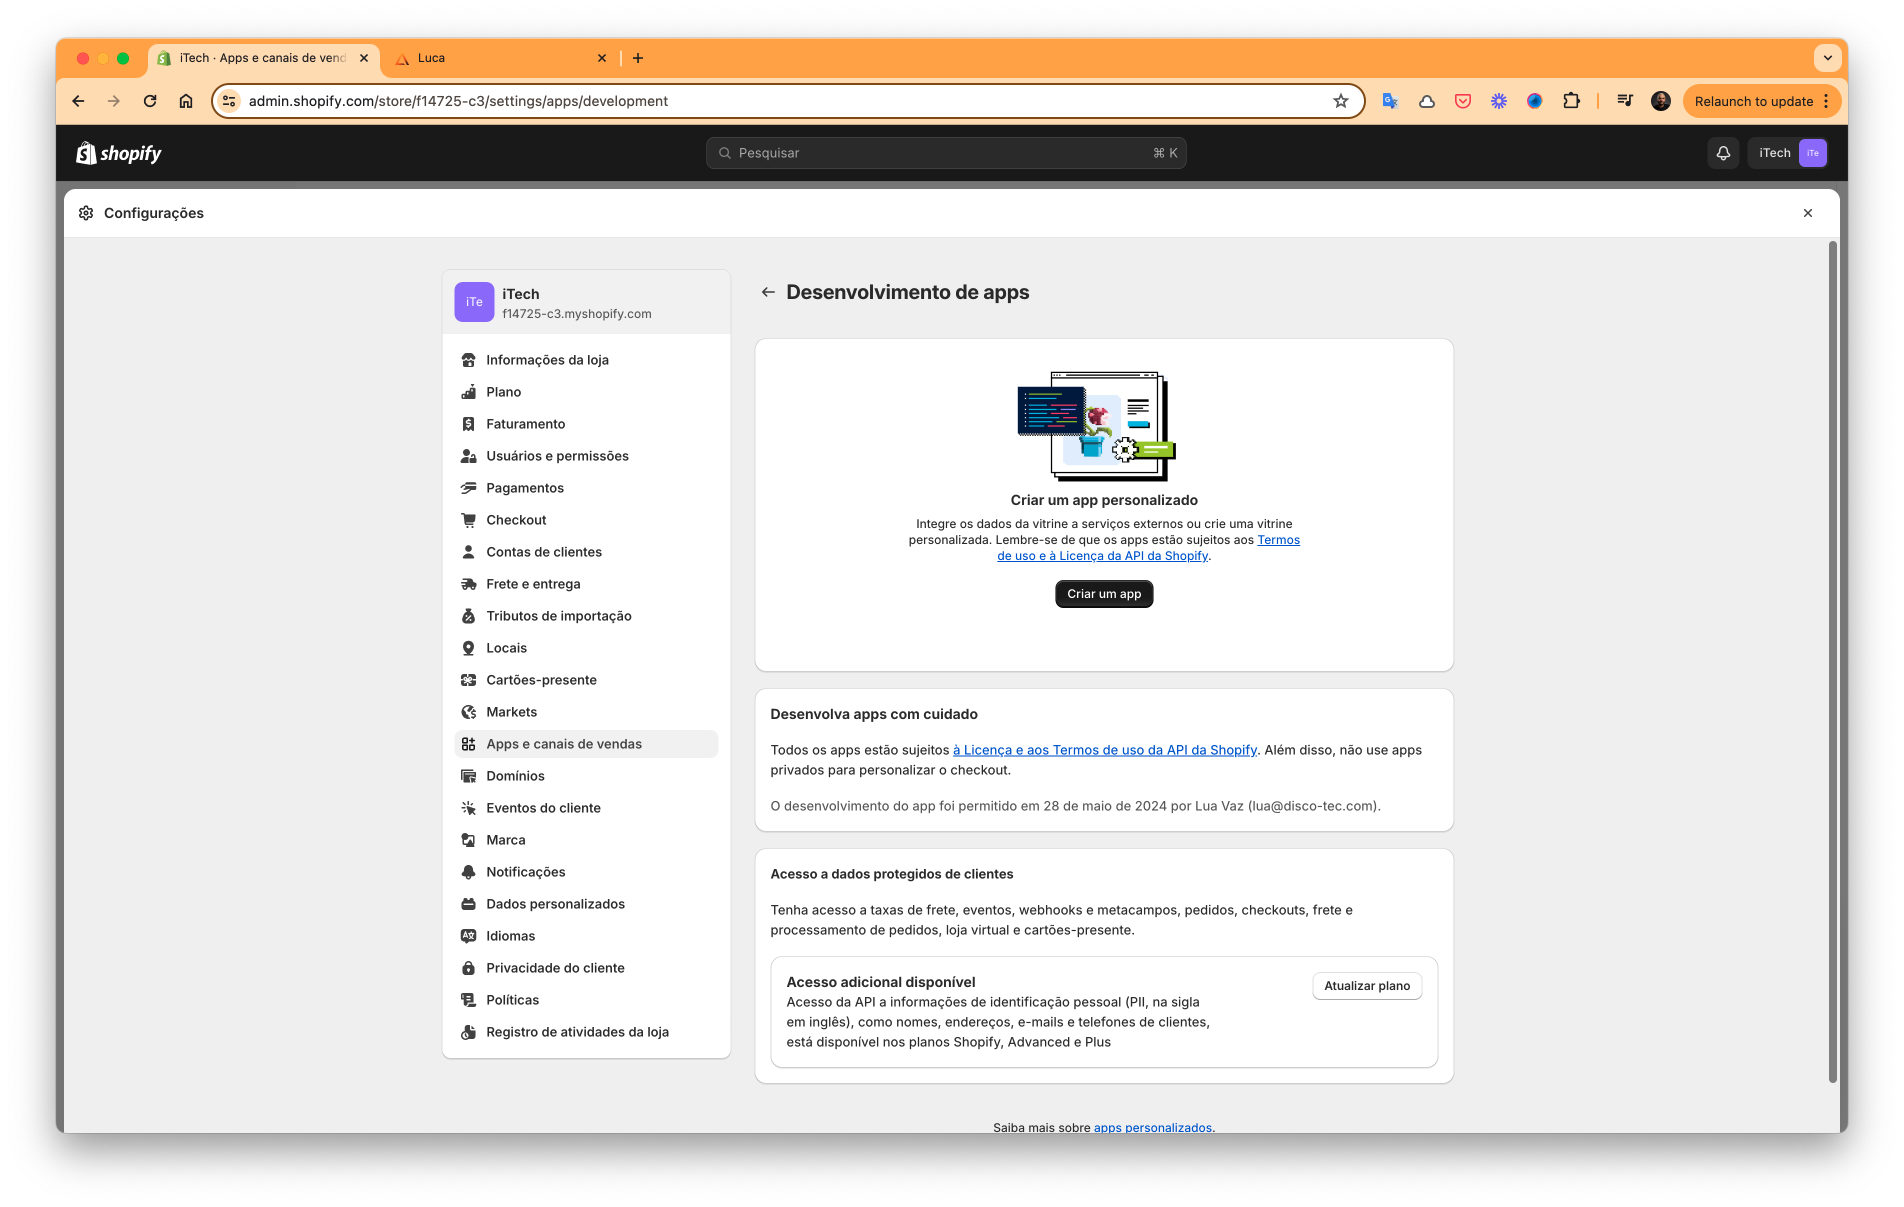 iTech · Apps e canais de vend
Luca
admin.shopify.com/store/f14725-c3/settings/apps/development
Relaunch to update
shopify
Pesquisar
⌘ K
iTech
iTe
Configurações
iTe
iTech
f14725-c3.myshopify.com
Informações da loja
Plano
Faturamento
Usuários e permissões
Pagamentos
Checkout
Contas de clientes
Frete e entrega
Tributos de importação
Locais
Cartões-presente
Markets
Apps e canais de vendas
Domínios
Eventos do cliente
Marca
Notificações
Dados personalizados
Idiomas
Privacidade do cliente
Políticas
Registro de atividades da loja
Desenvolvimento de apps
Criar um app personalizado
Integre os dados da vitrine a serviços externos ou crie uma vitrine
personalizada. Lembre-se de que os apps estão sujeitos aos Termos
de uso e à Licença da API da Shopify.
Criar um app
Desenvolva apps com cuidado
Todos os apps estão sujeitos à Licença e aos Termos de uso da API da Shopify. Além disso, não use apps
privados para personalizar o checkout.
O desenvolvimento do app foi permitido em 28 de maio de 2024 por Lua Vaz (lua@disco-tec.com).
Acesso a dados protegidos de clientes
Tenha acesso a taxas de frete, eventos, webhooks e metacampos, pedidos, checkouts, frete e
processamento de pedidos, loja virtual e cartões-presente.
Acesso adicional disponível
Atualizar plano
Acesso da API a informações de identificação pessoal (PII, na sigla
em inglês), como nomes, endereços, e-mails e telefones de clientes,
está disponível nos planos Shopify, Advanced e Plus
Saiba mais sobre apps personalizados.